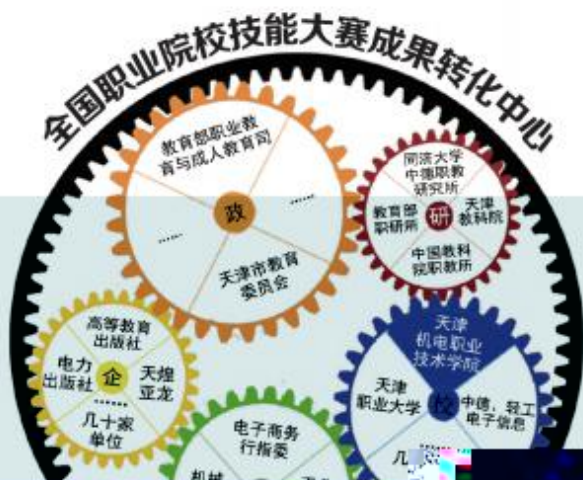 全国职业院校技能大赛成果转化中心
教育部职业教
育与成人教育司
政
……
……
天津市教育
委员会
同济大学
中德职教
研究所
教育部
职研所
研
天津
教科院
中国教科
院职教所
高等教育
出版社
电力
出版社
企
天煌
亚龙
……
几十家
单位
天津
机电职业
技术学院
天津
职业大学
校
中德、轻工
电子信息
……
电子商务
行指委
机械